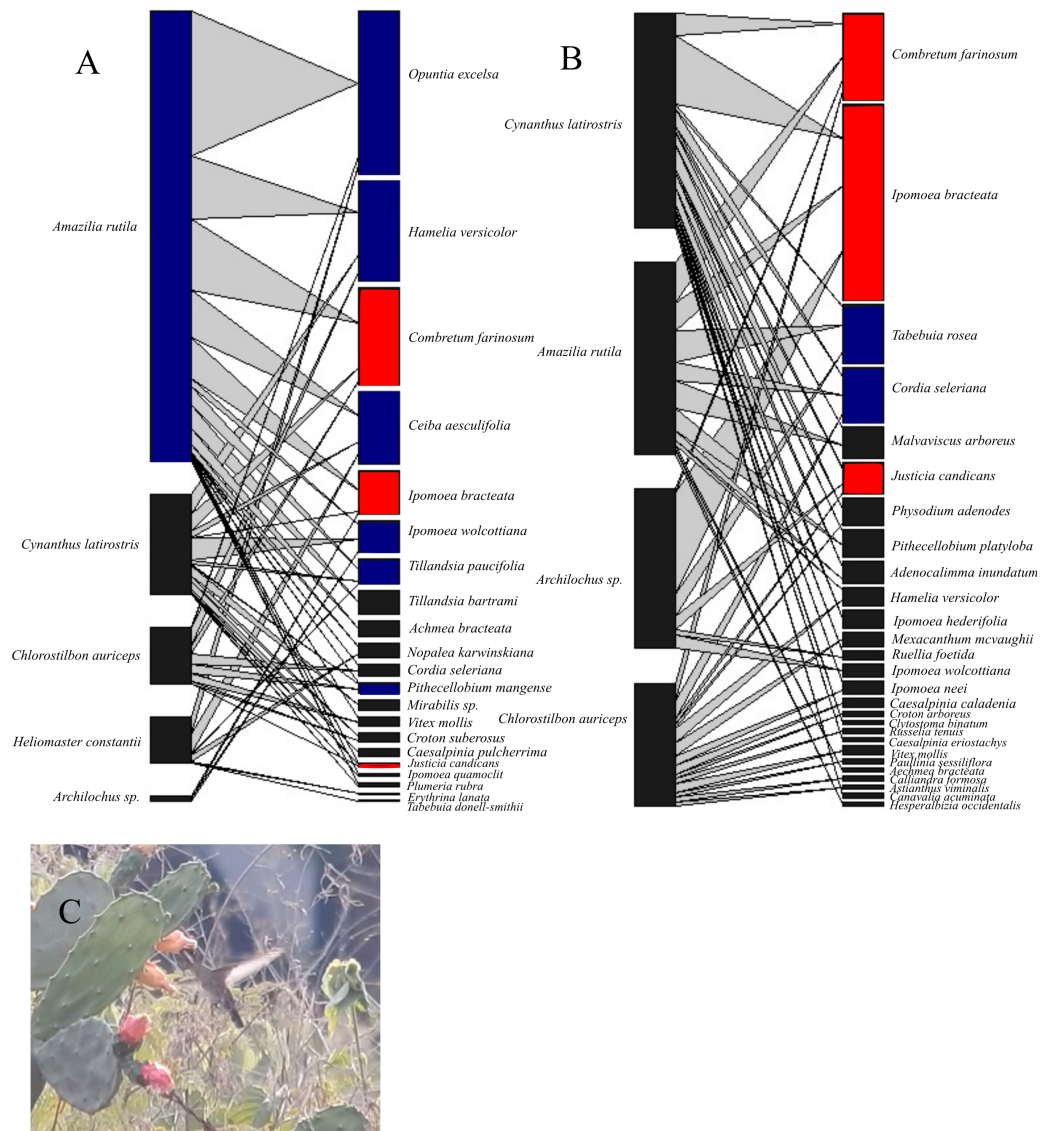 A
Amazilia rutila
Cynanthus latirostris
Chlorostilbon auriceps
Heliomaster constantii
Archilochus sp.
Opuntia excelsa
Hamelia versicolor
Combretum farinosum
Ceiba aesculifolia
Ipomoea bracteata
Ipomoea wolcottiana
Tillandsia paucifolia
Tillandsia bartrami
Achmea bracteata
Nopalea karwinskiana
Cordia seleriana
Pithecellobium mangense
Mirabilis sp.
Vitex mollis
Croton suberosus
Caesalpinia pulcherrima
Justicia candicans
Ipomoea quamoclit
Plumeria rubra
Erythrina lanata
Tabebuia donell-smithii
B
Cynanthus latirostris
Amazilia rutila
Archilochus sp.
Chlorostilbon auriceps
Combretum farinosum
Ipomoea bracteata
Tabebuia rosea
Cordia seleriana
Malvaviscus arboreus
Justicia candicans
Physodium adenodes
Pithecellobium platyloba
Adenocalimma inundatum
Hamelia versicolor
Ipomoea hederifolia
Mexacanthum mcvaughii
Ruellia foetida
Ipomoea wolcottiana
Ipomoea neei
Caesalpinia caladenia
Croton arboreus
Clytostoma binatum
Russelia tenuis
Caesalpinia eriostachys
Vitex mollis
Paullinia sessiliflora
Aechmea bracteata
Calliandra formosa
Astianthus viminalis
Canavalia acuminata
Hesperalbizia occidentalis
C